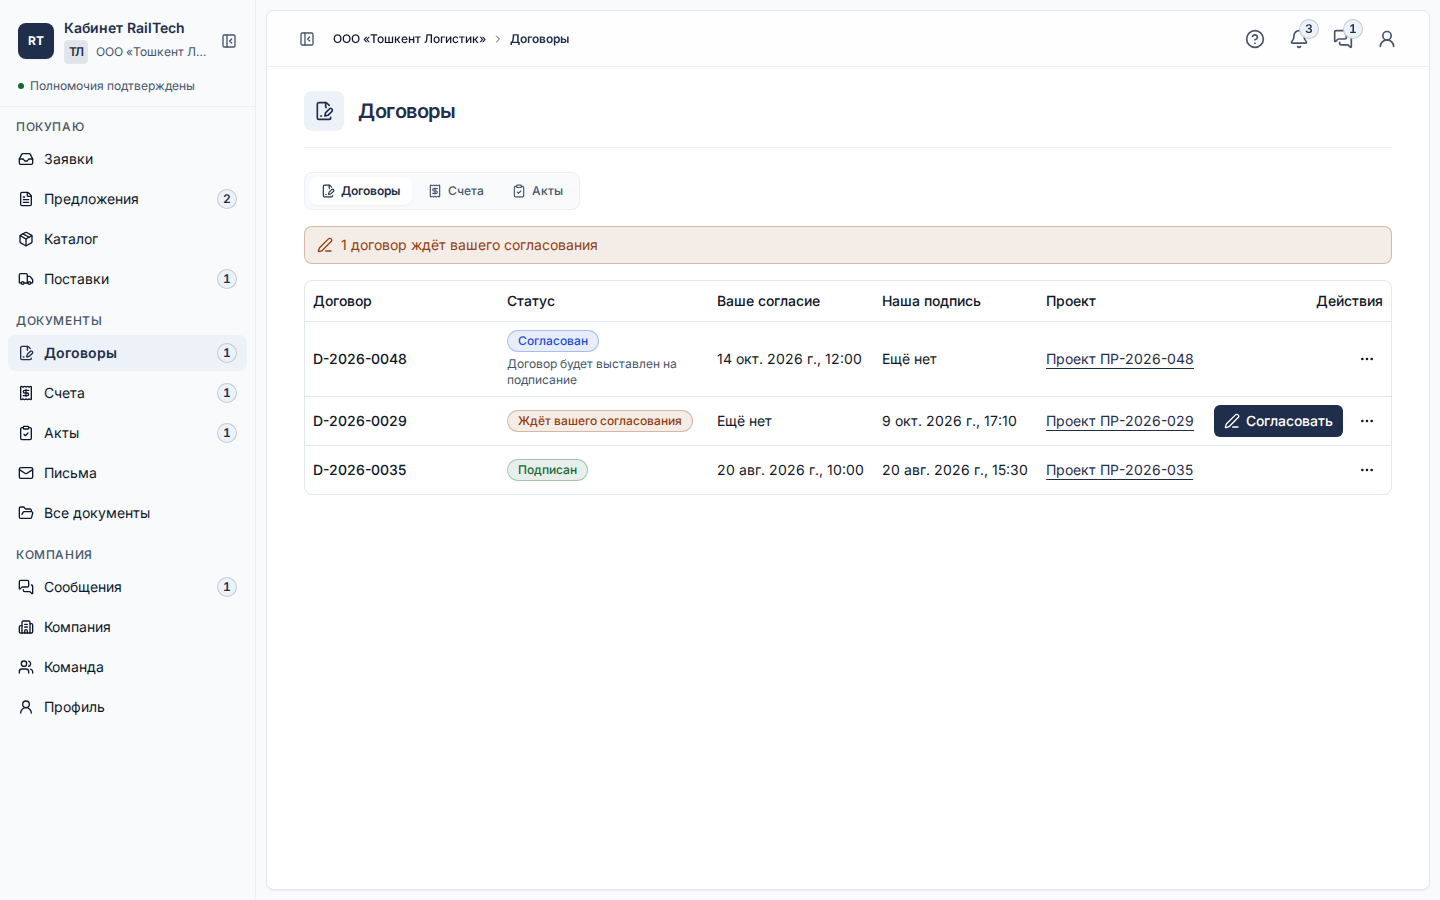 RT
Кабинет RailTech
ТЛ ООО «Тошкент Л...
Полномочия подтверждены
ПОКУПАЮ
Заявки
Предложения 2
Каталог
Поставки 1
ДОКУМЕНТЫ
Договоры 1
Счета 1
Акты 1
Письма
Все документы
КОМПАНИЯ
Сообщения 1
Компания
Команда
Профиль
ООО «Тошкент Логистик» › Договоры
3 1
Договоры
Договоры Счета Акты
1 договор ждёт вашего согласования
Договор Статус Ваше согласие Наша подпись Проект Действия
D-2026-0048 Согласован 14 окт. 2026 г., 12:00 Ещё нет Проект ПР-2026-048
Договор будет выставлен на
подписание
D-2026-0029 Ждёт вашего согласования Ещё нет 9 окт. 2026 г., 17:10 Проект ПР-2026-029 Согласовать
D-2026-0035 Подписан 20 авг. 2026 г., 10:00 20 авг. 2026 г., 15:30 Проект ПР-2026-035